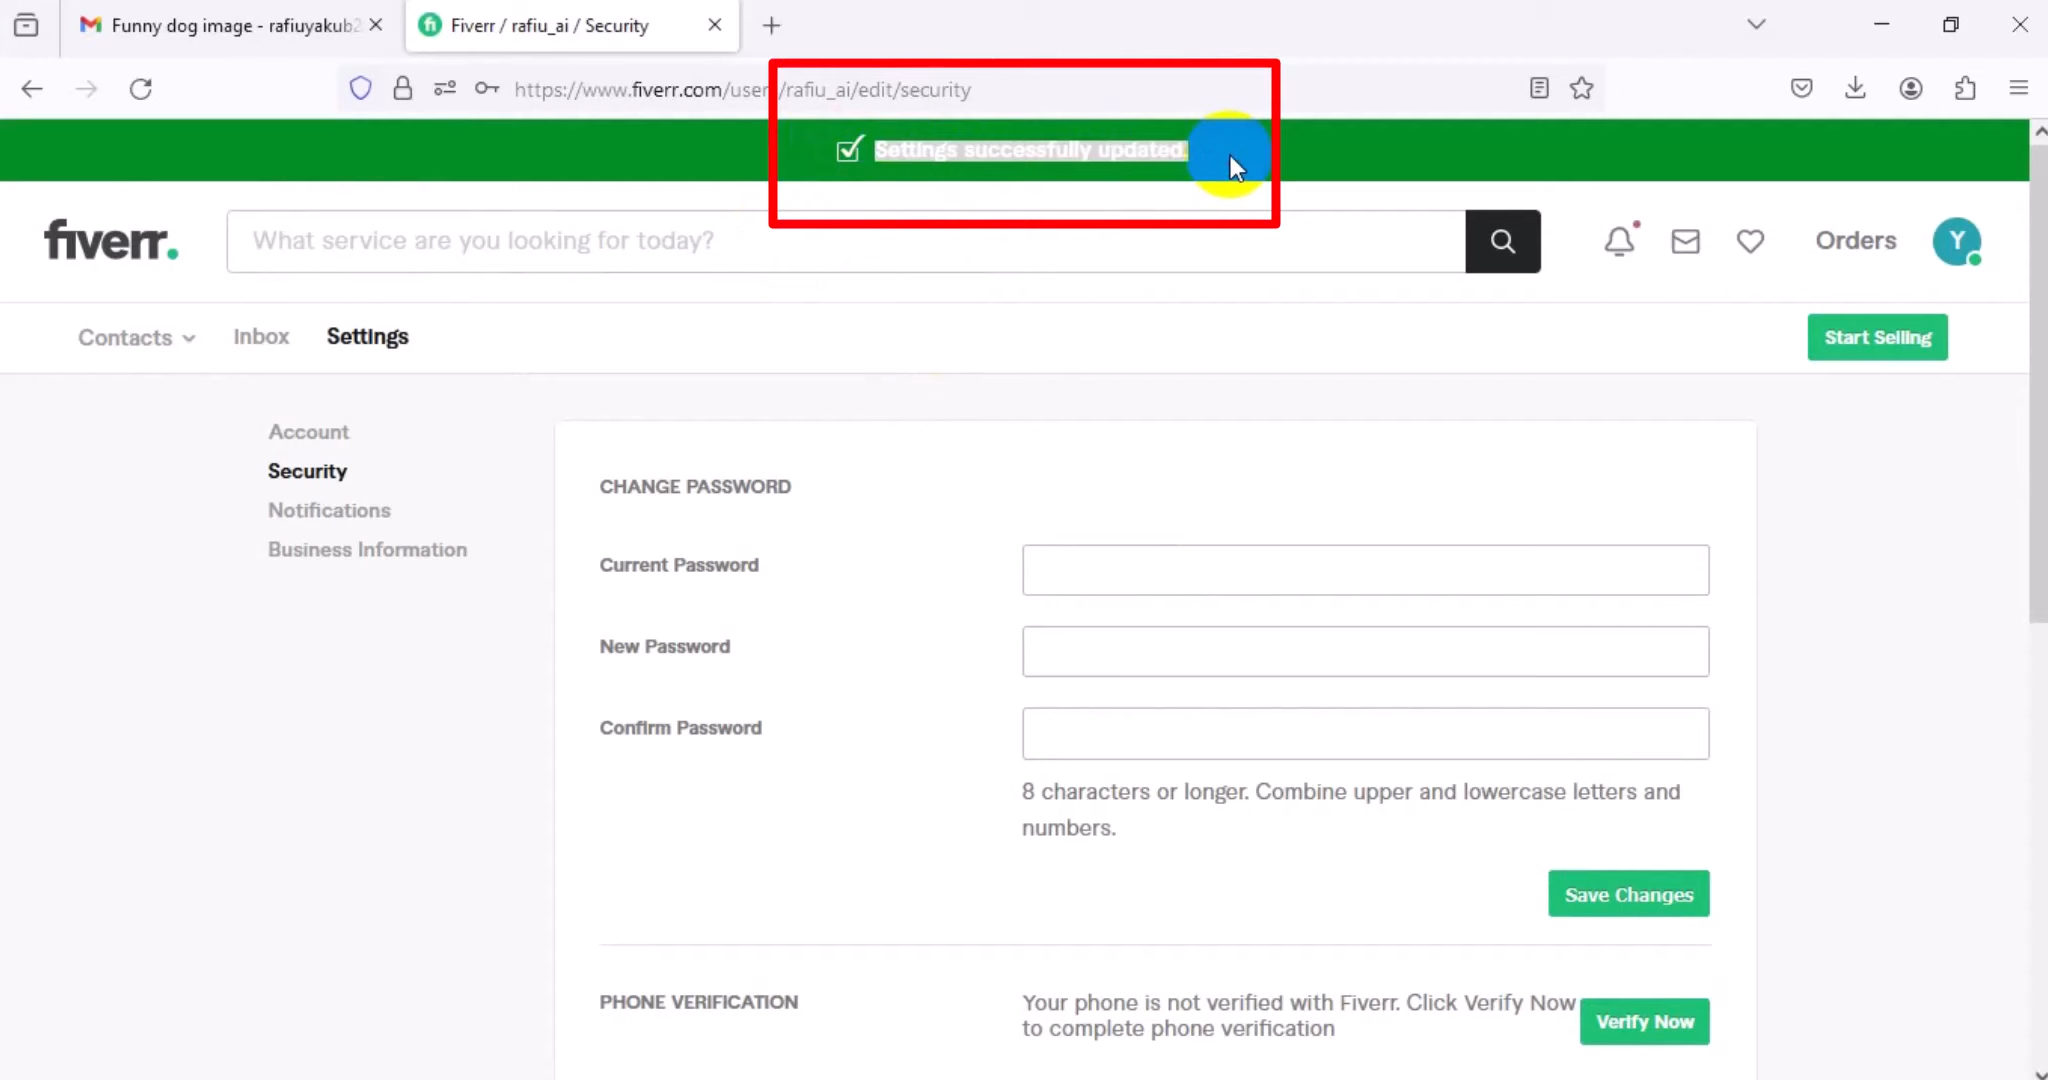 Funny dog image - rafiuyakub2
Fiverr / rafiu_ai / Security
https://www.fiverr.com/user/rafiu_ai/edit/security
Settings successfully updated.
fiverr.
What service are you looking for today?
Orders
Y
Contacts
Inbox
Settings
Start Selling
Account
Security
Notifications
Business Information
CHANGE PASSWORD
Current Password
New Password
Confirm Password
8 characters or longer. Combine upper and lowercase letters and
numbers.
Save Changes
PHONE VERIFICATION
Your phone is not verified with Fiverr. Click Verify Now
to complete phone verification
Verify Now